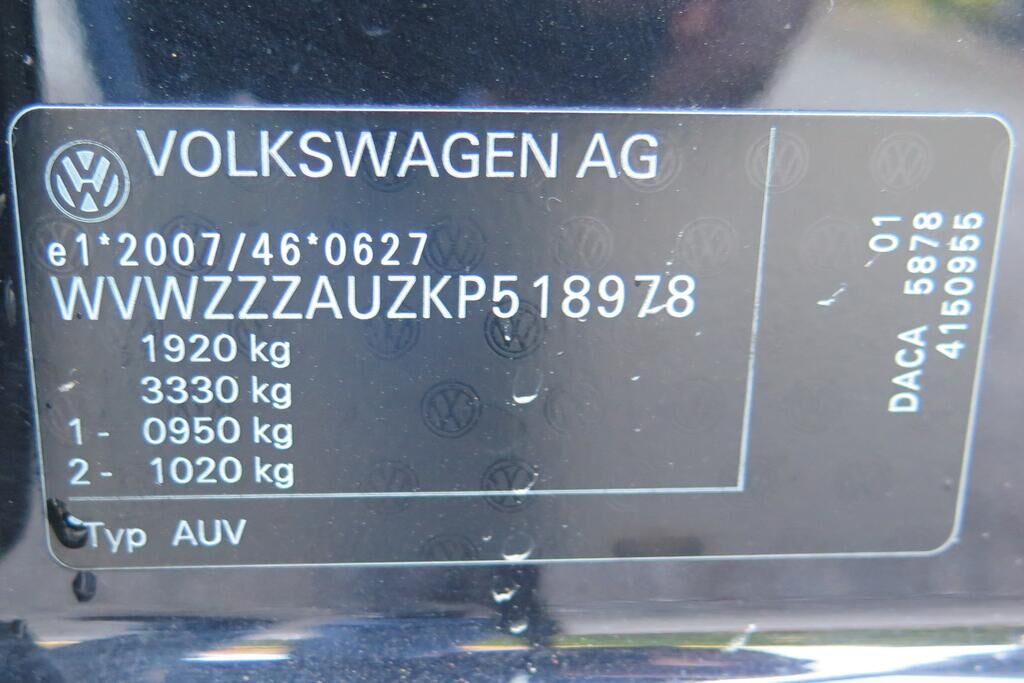 VOLKSWAGEN AG
e1*2007/46*0627
WVWZZZAUZKP518978
1920 kg
3330 kg
1- 0950 kg
2- 1020 kg
Typ AUV
01
DACA 5878
4150955